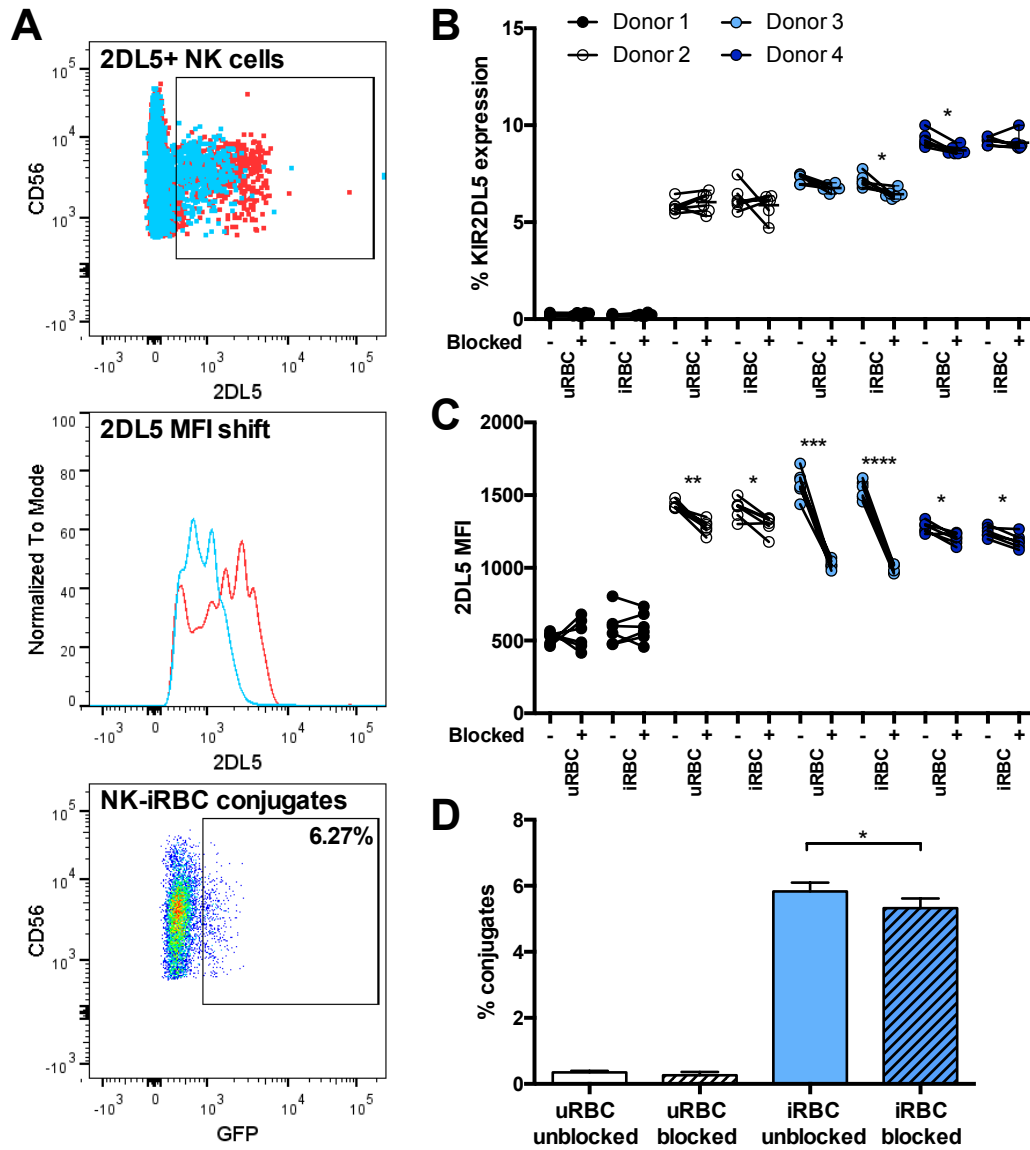 A
2DL5+ NK cells
10^5
10^4
10^3
-10^3
CD56
-10^3 0 10^3 10^4 10^5
2DL5
2DL5 MFI shift
100
80
60
40
20
0
Normalized To Mode
-10^3 0 10^3 10^4 10^5
2DL5
NK-iRBC conjugates
6.27%
10^5
10^4
10^3
-10^3
CD56
-10^3 0 10^3 10^4 10^5
GFP
B
Donor 1 Donor 3
Donor 2 Donor 4
15
10
5
0
% KIR2DL5 expression
* *
Blocked - + - + - + - + - + - + - + - +
uRBC iRBC uRBC iRBC uRBC iRBC uRBC iRBC
C
2000
1500
1000
500
0
2DL5 MFI
** * *** **** * *
Blocked - + - + - + - + - + - + - + - +
uRBC iRBC uRBC iRBC uRBC iRBC uRBC iRBC
D
8
6
4
2
0
% conjugates
*
uRBC uRBC iRBC iRBC
unblocked blocked unblocked blocked